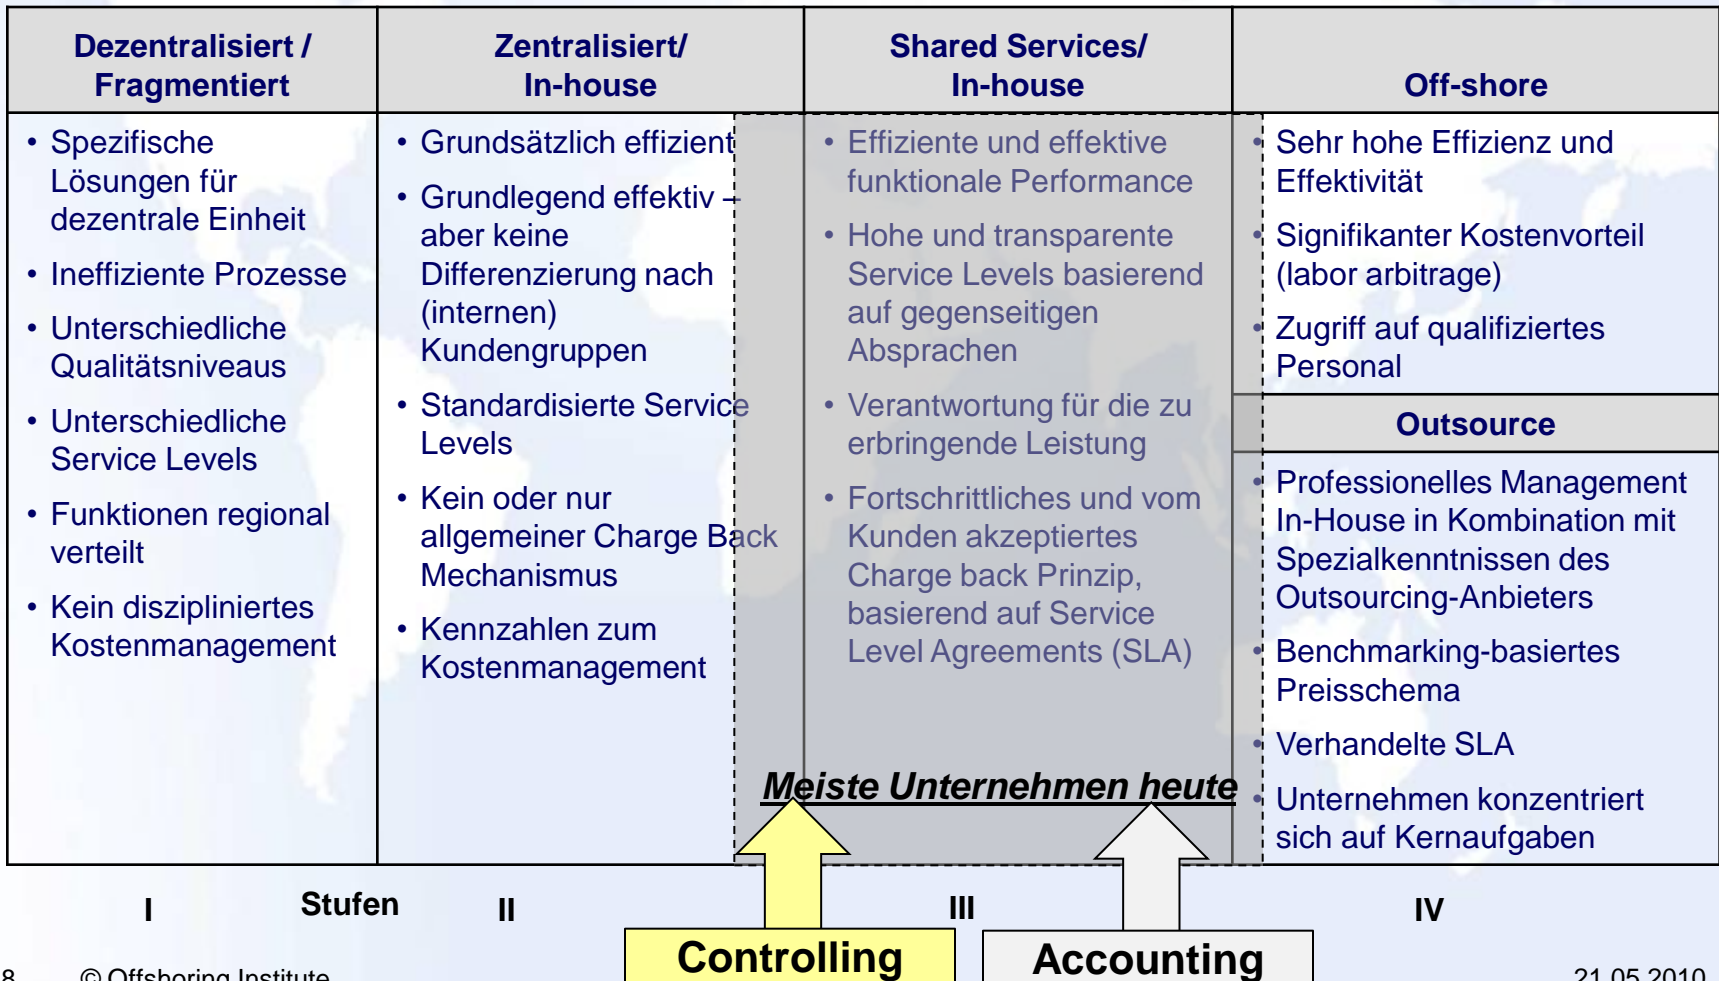 Dezentralisiert /
Fragmentiert
Zentralisiert/
In-house
Shared Services/
In-house
Off-shore
• Spezifische
Lösungen für
dezentrale Einheit
• Ineffiziente Prozesse
• Unterschiedliche
Qualitätsniveaus
• Unterschiedliche
Service Levels
• Funktionen regional
verteilt
• Kein diszipliniertes
Kostenmanagement
• Grundsätzlich effizient
• Grundlegend effektiv –
aber keine
Differenzierung nach
(internen)
Kundengruppen
• Standardisierte Service
Levels
• Kein oder nur
allgemeiner Charge Back
Mechanismus
• Kennzahlen zum
Kostenmanagement
• Effiziente und effektive
funktionale Performance
• Hohe und transparente
Service Levels basierend
auf gegenseitigen
Absprachen
• Verantwortung für die zu
erbringende Leistung
• Fortschrittliches und vom
Kunden akzeptiertes
Charge back Prinzip,
basierend auf Service
Level Agreements (SLA)
• Sehr hohe Effizienz und
Effektivität
• Signifikanter Kostenvorteil
(labor arbitrage)
• Zugriff auf qualifiziertes
Personal
Outsource
• Professionelles Management
In-House in Kombination mit
Spezialkenntnissen des
Outsourcing-Anbieters
• Benchmarking-basiertes
Preisschema
• Verhandelte SLA
• Unternehmen konzentriert
sich auf Kernaufgaben
Meiste Unternehmen heute
I Stufen II III IV
Controlling
Accounting
8 © Offshoring Institute 21.05.2010